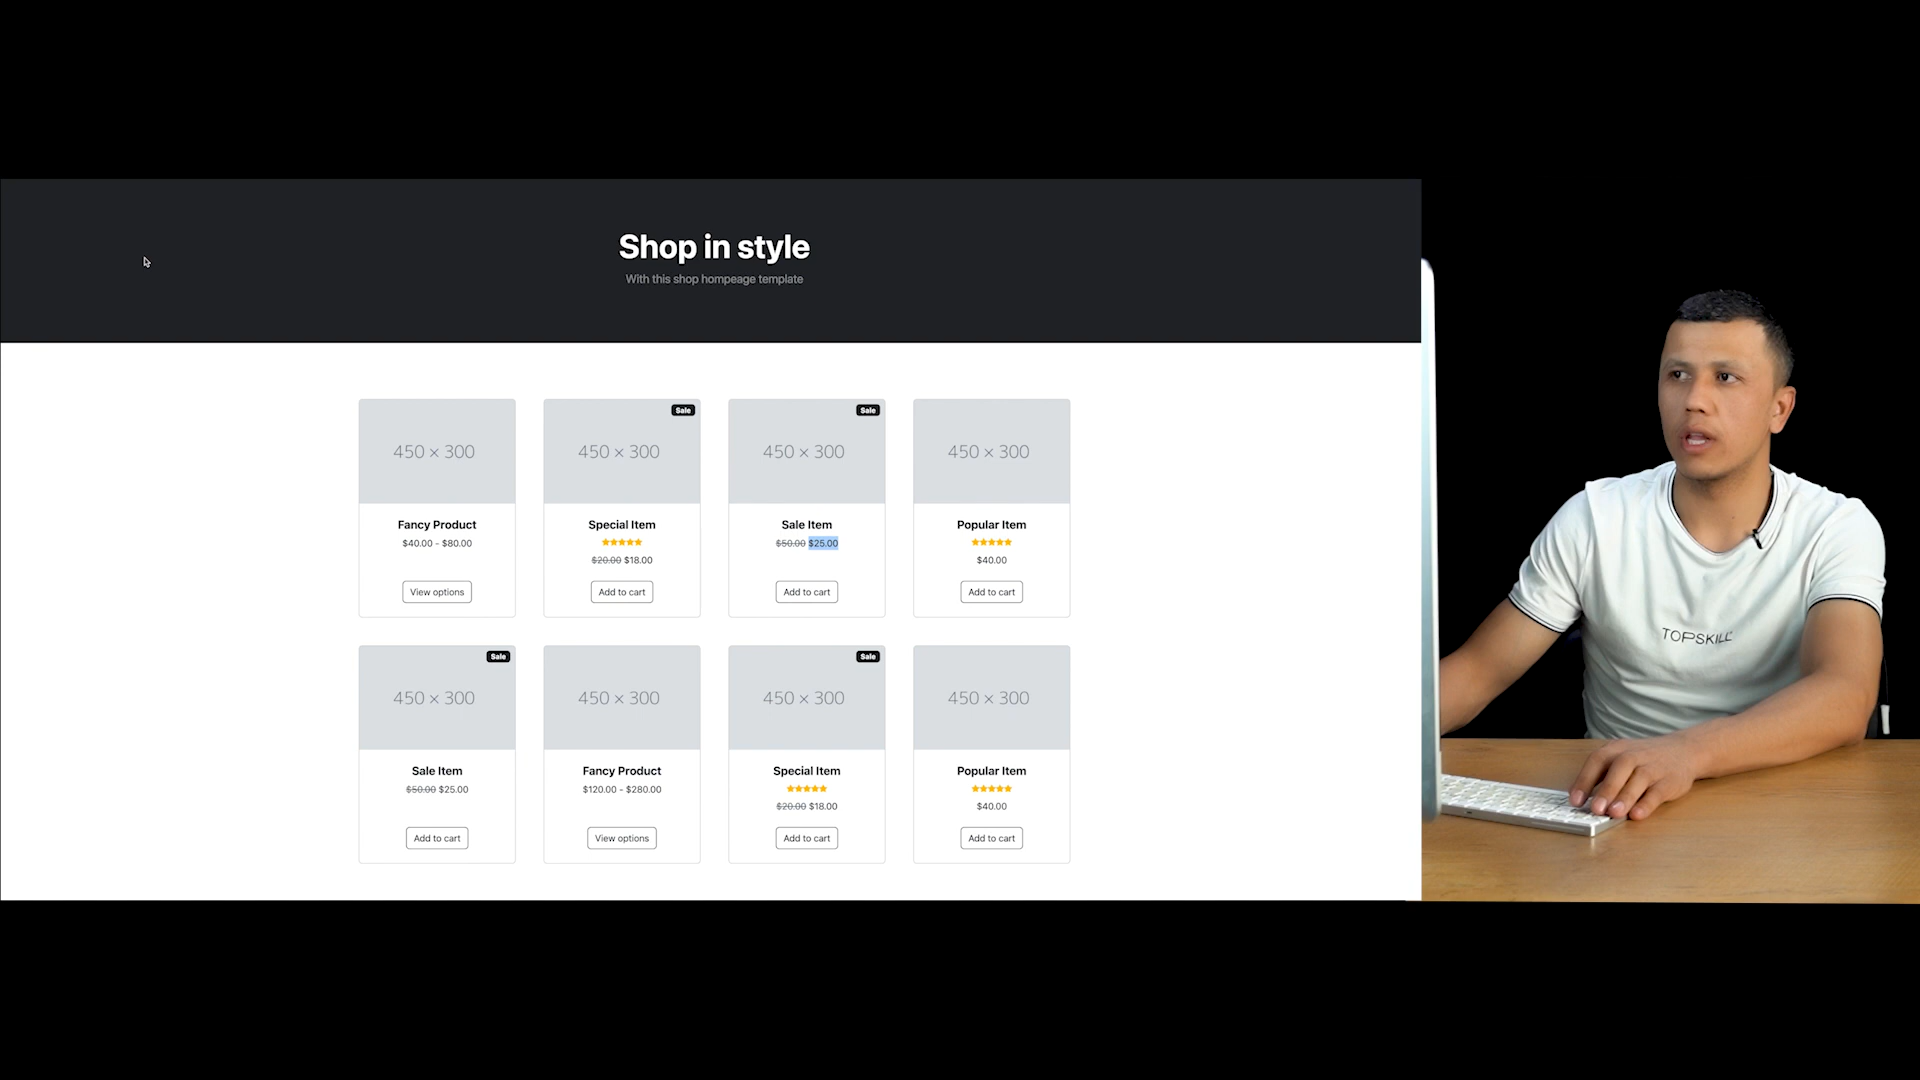 Shop in style
With this shop hompeage template
Sale
Sale
450 × 300
450 × 300
450 × 300
450 × 300
Fancy Product
$40.00 - $80.00
View options
Special Item
$20.00 $18.00
Add to cart
Sale Item
$50.00 $25.00
Add to cart
Popular Item
$40.00
Add to cart
Sale
Sale
450 × 300
450 × 300
450 × 300
450 × 300
Sale Item
$50.00 $25.00
Add to cart
Fancy Product
$120.00 - $280.00
View options
Special Item
$20.00 $18.00
Add to cart
Popular Item
$40.00
Add to cart
TOPSKILL